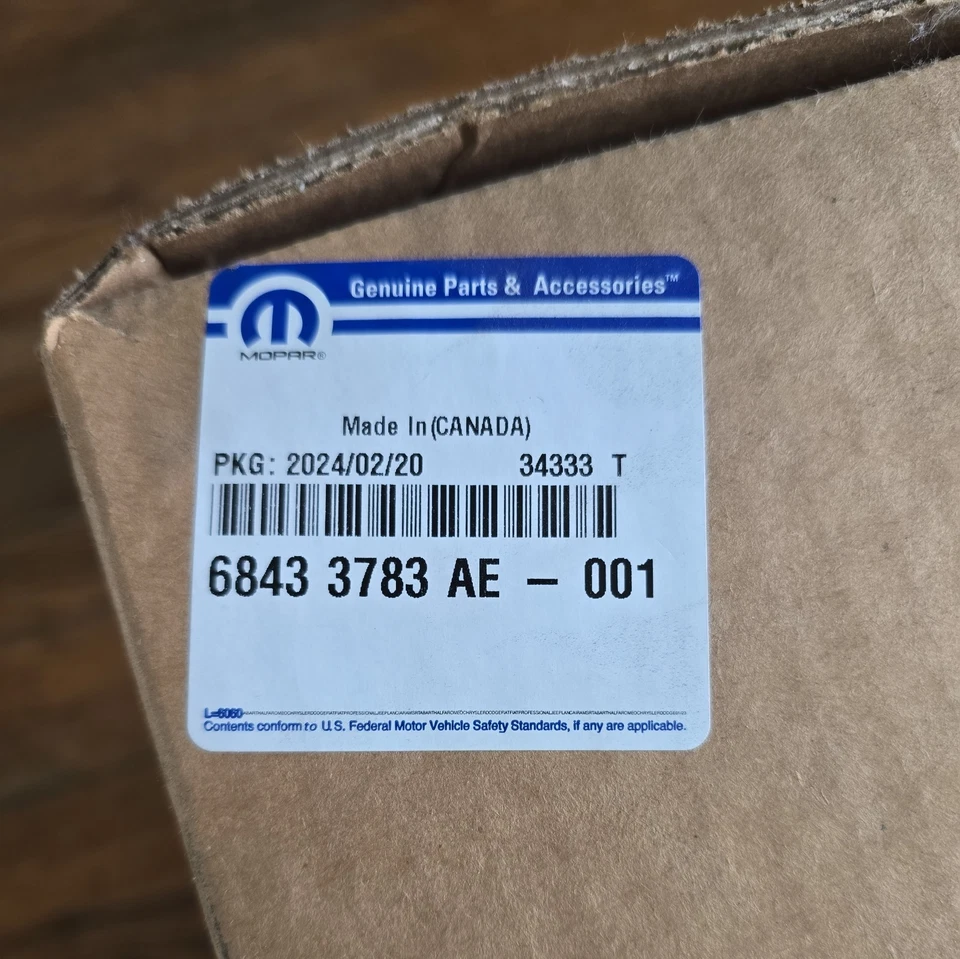 Genuine Parts & Accessories™
MOPAR®
Made In(CANADA)
PKG: 2024/02/20 34333 T
6843 3783 AE – 001
L=6060
Contents conform to U.S. Federal Motor Vehicle Safety Standards, if any are applicable.